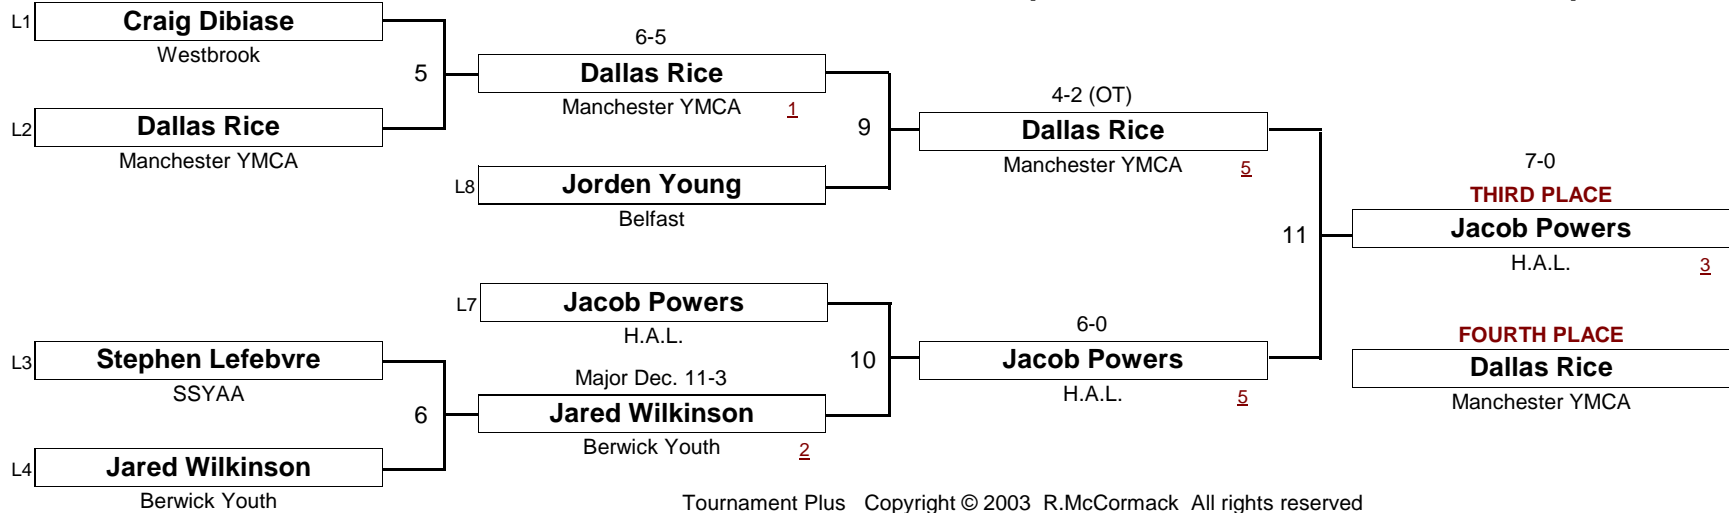 L1 Craig Dibiase
Westbrook
5
L2 Dallas Rice
Manchester YMCA
6-5
Dallas Rice
Manchester YMCA 1
9
L8 Jorden Young
Belfast
4-2 (OT)
Dallas Rice
Manchester YMCA 5
11
7-0
THIRD PLACE
Jacob Powers
H.A.L. 3
L7 Jacob Powers
H.A.L.
10
6-0
Jacob Powers
H.A.L. 5
FOURTH PLACE
Dallas Rice
Manchester YMCA
L3 Stephen Lefebvre
SSYAA
6
Major Dec. 11-3
Jared Wilkinson
Berwick Youth 2
L4 Jared Wilkinson
Berwick Youth
Tournament Plus Copyright © 2003 R.McCormack All rights reserved